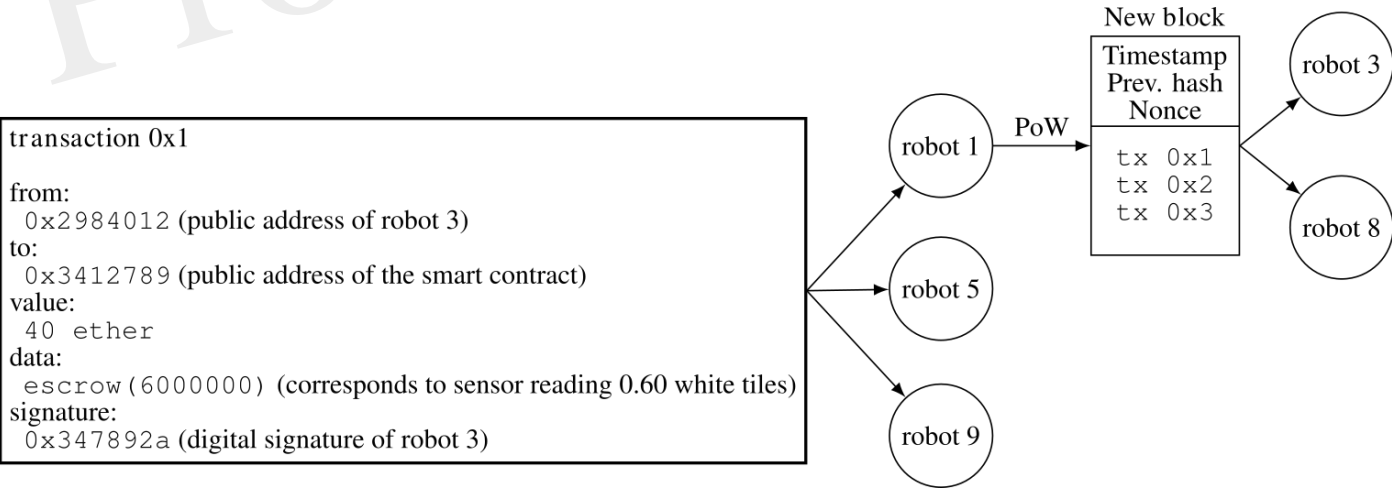 transaction 0x1
from:
0x2984012 (public address of robot 3)
to:
0x3412789 (public address of the smart contract)
value:
40 ether
data:
escrow(6000000) (corresponds to sensor reading 0.60 white tiles)
signature:
0x347892a (digital signature of robot 3)
robot 1
robot 5
robot 9
PoW
New block
Timestamp
Prev. hash
Nonce
tx 0x1
tx 0x2
tx 0x3
robot 3
robot 8